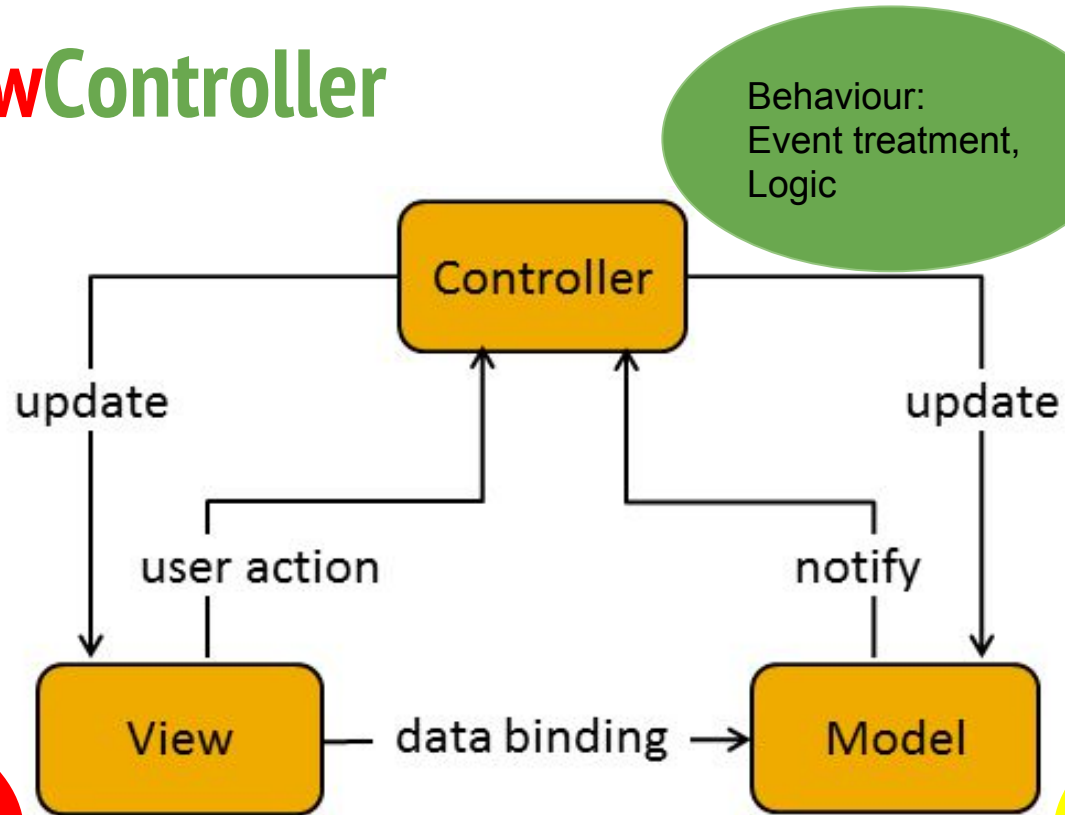 wController
Behaviour:
Event treatment,
Logic
Controller
update
update
user action
notify
View
data binding
Model